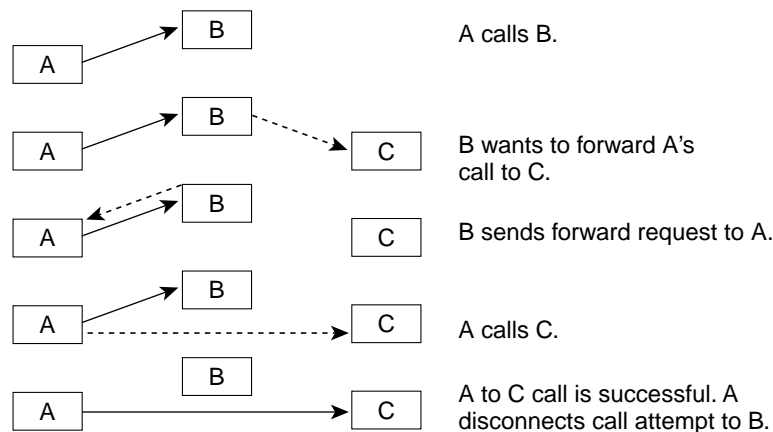 B
A calls B.
A
B
A
C
B wants to forward A's
call to C.
B
A
C
B sends forward request to A.
B
A
C
A calls C.
B
A
C
A to C call is successful. A
disconnects call attempt to B.